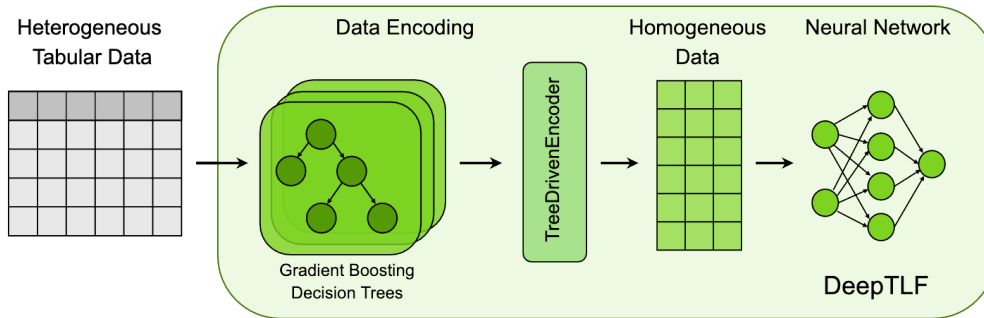 Heterogeneous
Tabular Data
Data Encoding
Gradient Boosting
Decision Trees
TreeDrivenEncoder
Homogeneous
Data
Neural Network
DeepTLF